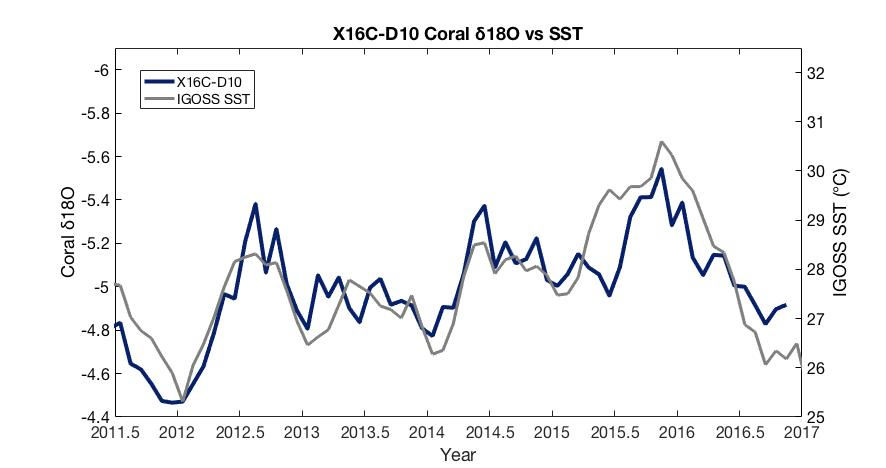 X16C-D10 Coral δ18O vs SST
X16C-D10
IGOSS SST
Coral δ18O
-6
-5.8
-5.6
-5.4
-5.2
-5
-4.8
-4.6
-4.4
IGOSS SST (°C)
32
31
30
29
28
27
26
25
2011.5 2012 2012.5 2013 2013.5 2014 2014.5 2015 2015.5 2016 2016.5 2017
Year